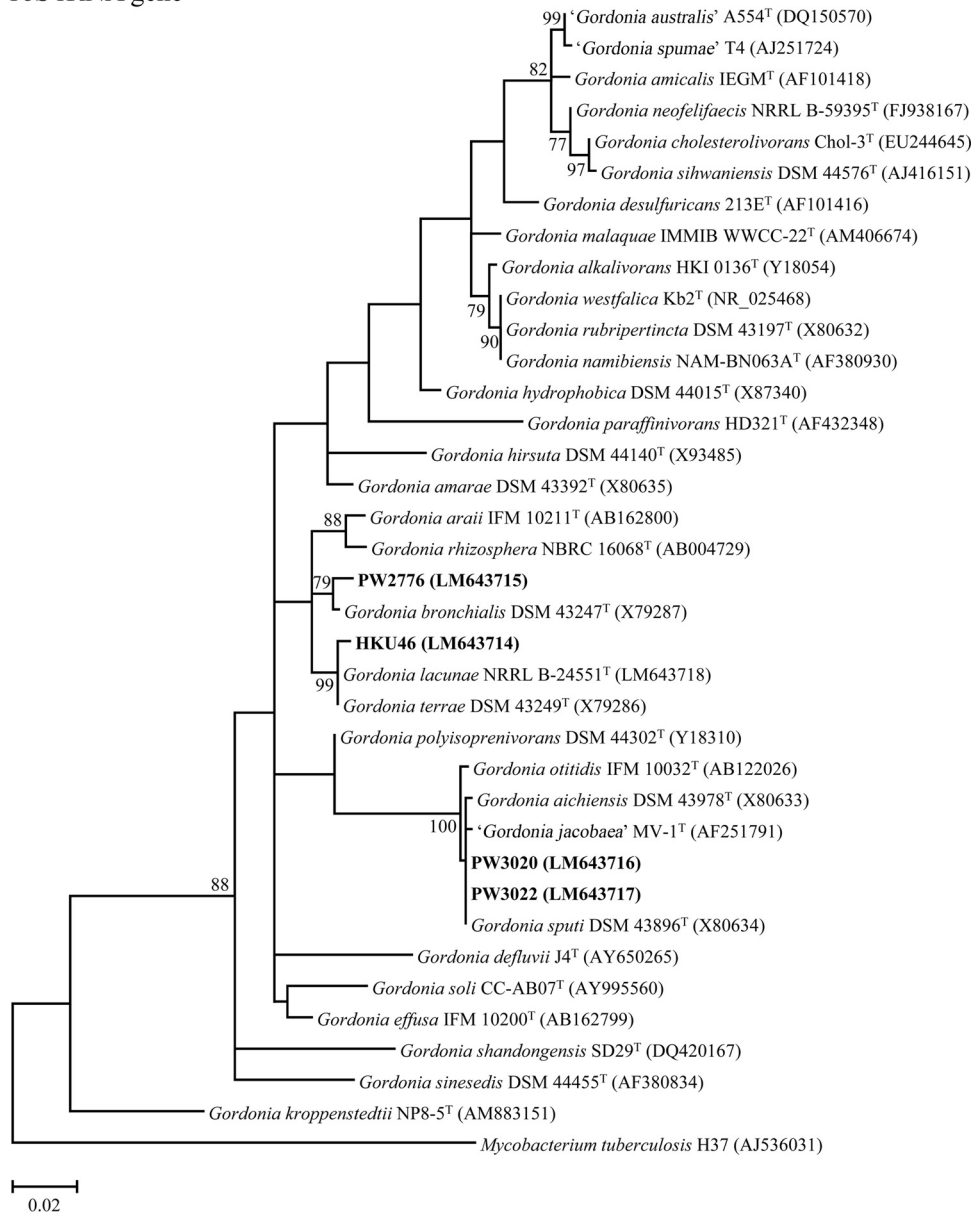 99 ‘Gordonia australis’ A554ᵀ (DQ150570)
‘Gordonia spumae’ T4 (AJ251724)
82 Gordonia amicalis IEGMᵀ (AF101418)
Gordonia neofelifaecis NRRL B-59395ᵀ (FJ938167)
77 Gordonia cholesterolivorans Chol-3ᵀ (EU244645)
97 Gordonia sihwaniensis DSM 44576ᵀ (AJ416151)
Gordonia desulfuricans 213Eᵀ (AF101416)
Gordonia malaquae IMMIB WWCC-22ᵀ (AM406674)
Gordonia alkalivorans HKI 0136ᵀ (Y18054)
Gordonia westfalica Kb2ᵀ (NR_025468)
79
Gordonia rubripertincta DSM 43197ᵀ (X80632)
90
Gordonia namibiensis NAM-BN063Aᵀ (AF380930)
Gordonia hydrophobica DSM 44015ᵀ (X87340)
Gordonia paraffinivorans HD321ᵀ (AF432348)
Gordonia hirsuta DSM 44140ᵀ (X93485)
Gordonia amarae DSM 43392ᵀ (X80635)
88 Gordonia araii IFM 10211ᵀ (AB162800)
Gordonia rhizosphera NBRC 16068ᵀ (AB004729)
79 PW2776 (LM643715)
Gordonia bronchialis DSM 43247ᵀ (X79287)
HKU46 (LM643714)
Gordonia lacunae NRRL B-24551ᵀ (LM643718)
99
Gordonia terrae DSM 43249ᵀ (X79286)
Gordonia polyisoprenivorans DSM 44302ᵀ (Y18310)
Gordonia otitidis IFM 10032ᵀ (AB122026)
Gordonia aichiensis DSM 43978ᵀ (X80633)
100 ‘Gordonia jacobaea’ MV-1ᵀ (AF251791)
PW3020 (LM643716)
PW3022 (LM643717)
88
Gordonia sputi DSM 43896ᵀ (X80634)
Gordonia defluvii J4ᵀ (AY650265)
Gordonia soli CC-AB07ᵀ (AY995560)
Gordonia effusa IFM 10200ᵀ (AB162799)
Gordonia shandongensis SD29ᵀ (DQ420167)
Gordonia sinesedis DSM 44455ᵀ (AF380834)
Gordonia kroppenstedtii NP8-5ᵀ (AM883151)
Mycobacterium tuberculosis H37 (AJ536031)
0.02